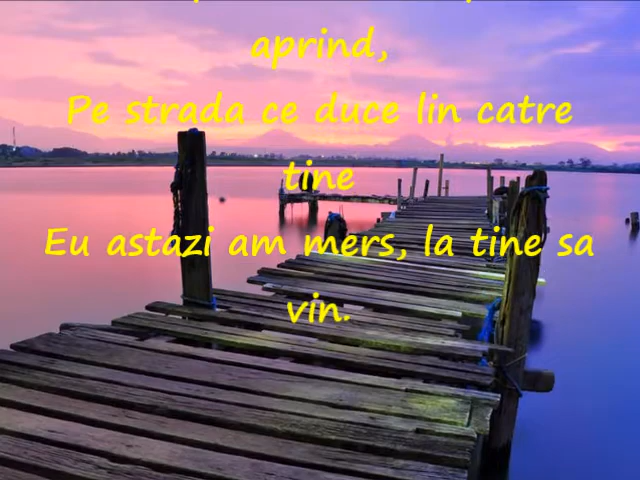 aprind,
Pe strada ce duce lin catre
tine
Eu astazi am mers, la tine sa
vin.